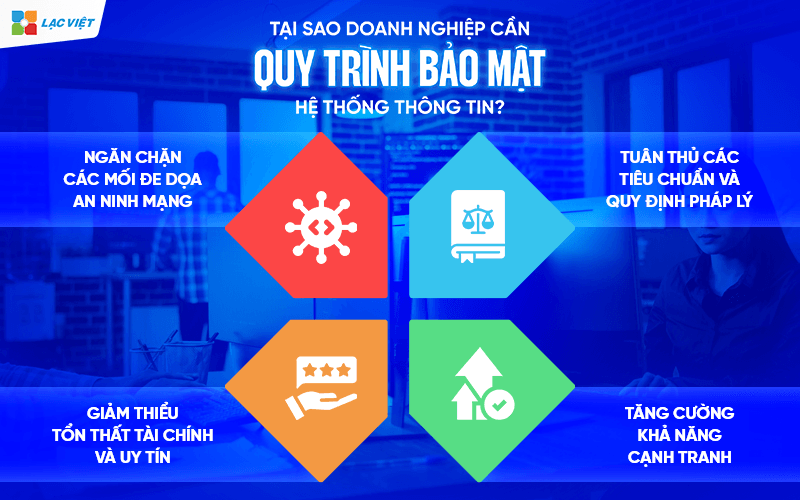 LẠC VIỆT
TẠI SAO DOANH NGHIỆP CẦN
QUY TRÌNH BẢO MẬT
HỆ THỐNG THÔNG TIN?
NGĂN CHẶN
CÁC MỐI ĐE DỌA
AN NINH MẠNG
TUÂN THỦ CÁC
TIÊU CHUẨN VÀ
QUY ĐỊNH PHÁP LÝ
GIẢM THIỂU
TỔN THẤT TÀI CHÍNH
VÀ UY TÍN
TĂNG CƯỜNG
KHẢ NĂNG
CẠNH TRANH